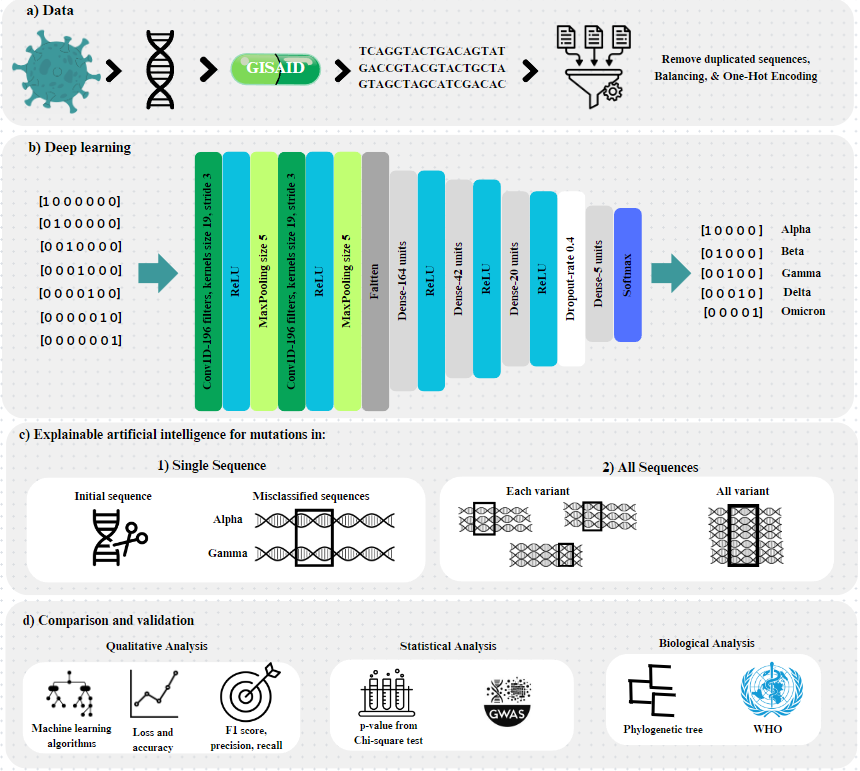 a) Data
GISAID
TCAGGTACTGACAGTAT
GACCGTACGTACTGCTA
GTAGCTAGCATCGACAC
Remove duplicated sequences,
Balancing, & One-Hot Encoding
b) Deep learning
[1 0 0 0 0 0 0]
[0 1 0 0 0 0 0]
[0 0 1 0 0 0 0]
[0 0 0 1 0 0 0]
[0 0 0 0 1 0 0]
[0 0 0 0 0 1 0]
[0 0 0 0 0 0 1]
Conv1D-196 filters, kernels size 19, stride 3
ReLU
MaxPooling size 5
Conv1D-196 filters, kernels size 19, stride 3
ReLU
MaxPooling size 5
Faltten
Dense-164 units
ReLU
Dense-42 units
ReLU
Dense-20 units
ReLU
Dropout-rate 0.4
Dense-5 units
Softmax
[1 0 0 0 0] Alpha
[0 1 0 0 0] Beta
[0 0 1 0 0] Gamma
[0 0 0 1 0] Delta
[0 0 0 0 1] Omicron
c) Explainable artificial intelligence for mutations in:
1) Single Sequence
Initial sequence
Misclassified sequences
Alpha
Gamma
2) All Sequences
Each variant
All variant
d) Comparison and validation
Qualitative Analysis
Machine learning
algorithms
Loss and
accuracy
F1 score,
precision, recall
Statistical Analysis
p-value from
Chi-square test
GWAS
Biological Analysis
Phylogenetic tree
WHO